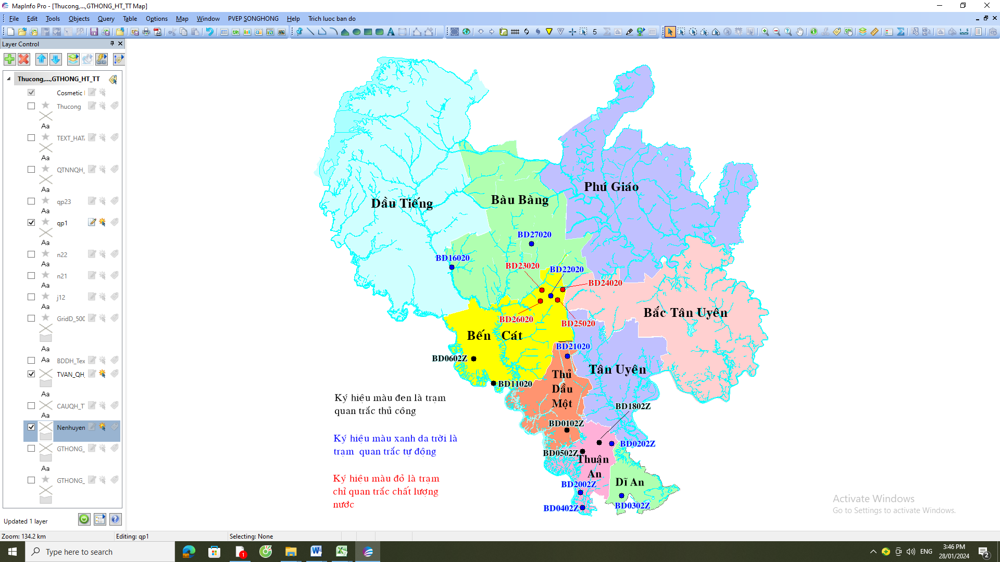 MapInfo Pro - [Thucong,...,GTHONG_HT_TT Map]
File Edit Tools Objects Query Table Options Map Window PVEP SONGHONG Help Trich luoc ban do
Layer Control
Thucong,...,GTHONG_HT_TT
Cosmetic
Thucong
Aa
TEXT_HAT
Aa
QTNNQH_
Aa
qp23
Aa
qp1
Aa
n22
Aa
n21
Aa
j12
Aa
GridD_500
Aa
Aa BDDH_Tex
TVAN_QH
Aa
CAUQH_T
Aa
Nenhuyen
GTHONG_
Aa
GTHONG_
Updated 1 layer
Dầu Tiếng
Bàu Bàng
Phú Giáo
BD27020
BD16020
BD23020
BD22020
BD24020
Bắc Tân Uyên
BD26020
BD25020
Bến Cát
BD21020
BD0602Z
Tân Uyên
Thủ
Dầu
Một
BD11020
BD1802Z
BD0102Z
BD0202Z
BD0502Z
Thuận
An
Dĩ An
BD2002Z
BD0402Z
BD0302Z
Ký hiệu màu đen là trạm
quan trắc thủ công
Ký hiệu màu xanh da trời là
trạm quan trắc tự động
Ký hiệu màu đỏ là trạm
chỉ quan trắc chất lượng
nước
Activate Windows
Go to Settings to activate Windows.
Zoom: 134.2 km Editing: qp1 Selecting: None
Type here to search
1
ENG
3:46 PM
28/01/2024
2